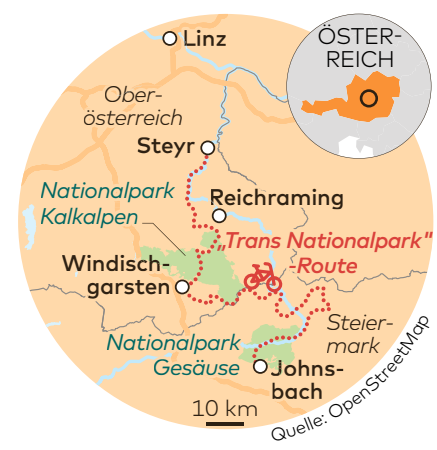 Linz
ÖSTER-
REICH
Ober-
österreich
Steyr
Nationalpark
Kalkalpen
Reichraming
„Trans Nationalpark"
-Route
Windisch-
garsten
Steier-
mark
Nationalpark
Gesäuse
Johns-
bach
10 km
Quelle: OpenStreetMap